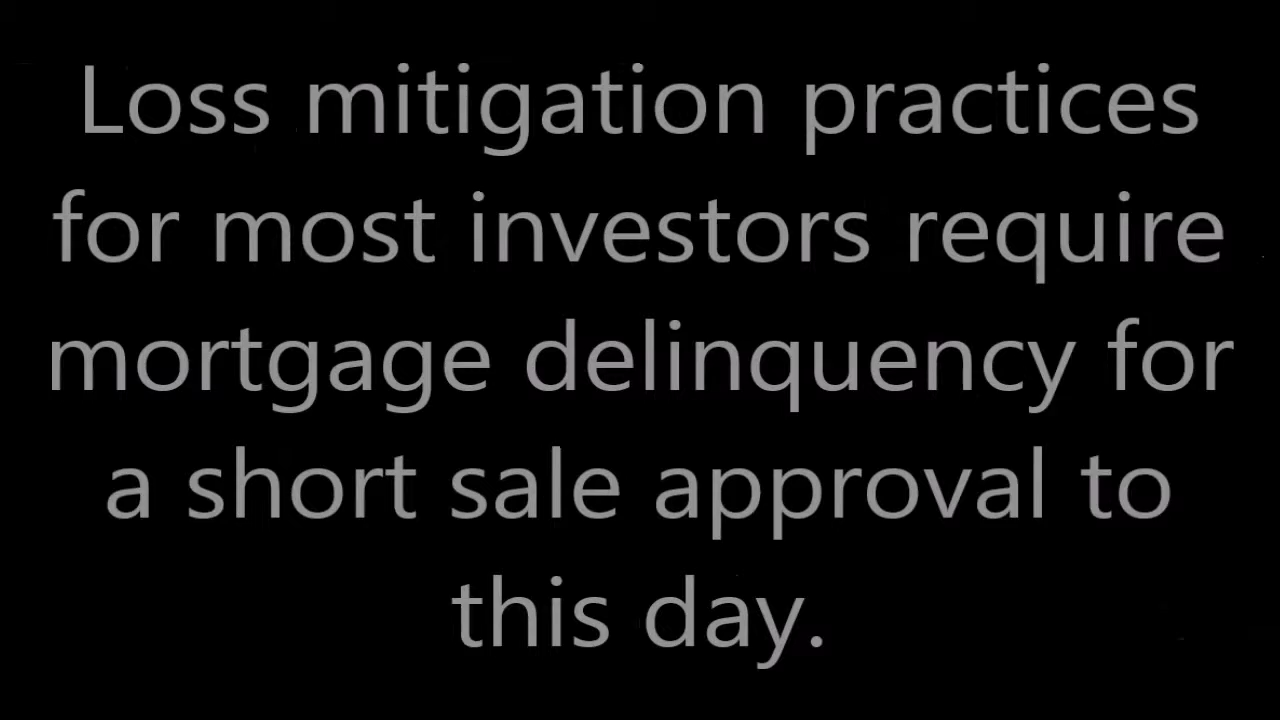 Loss mitigation practices
for most investors require
mortgage delinquency for
a short sale approval to
this day.